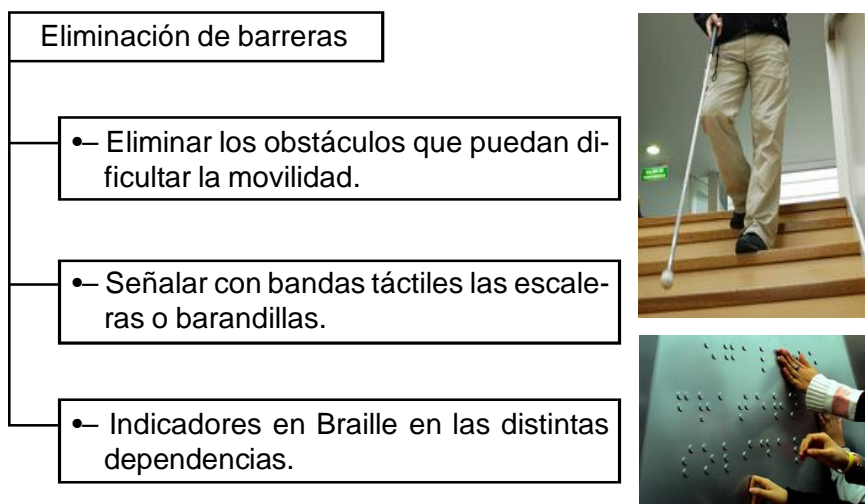 Eliminación de barreras
•– Eliminar los obstáculos que puedan di-
ficultar la movilidad.
•– Señalar con bandas táctiles las escale-
ras o barandillas.
•– Indicadores en Braille en las distintas
dependencias.